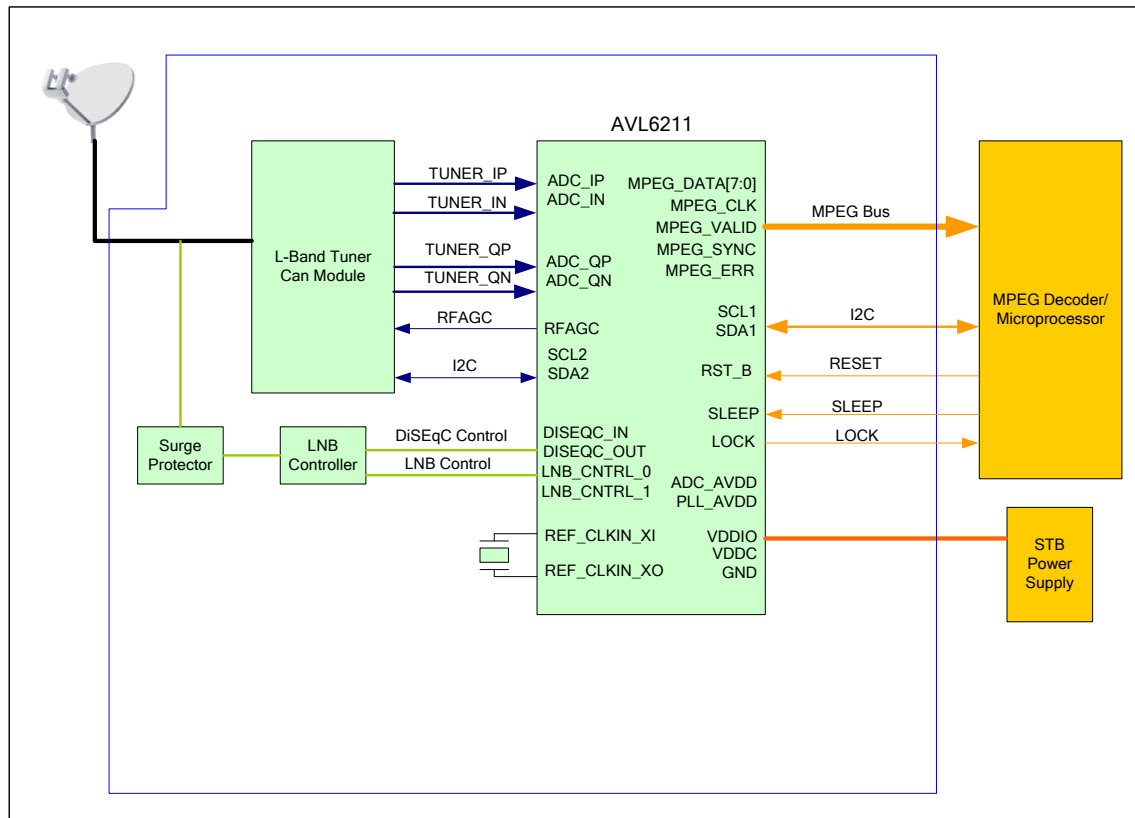 AVL6211
L-Band Tuner
Can Module
TUNER_IP
TUNER_IN
TUNER_QP
TUNER_QN
RFAGC
I2C
ADC_IP
ADC_IN
ADC_QP
ADC_QN
RFAGC
SCL2
SDA2
DISEQC_IN
DISEQC_OUT
LNB_CNTRL_0
LNB_CNTRL_1
REF_CLKIN_XI
REF_CLKIN_XO
MPEG_DATA[7:0]
MPEG_CLK
MPEG_VALID
MPEG_SYNC
MPEG_ERR
SCL1
SDA1
RST_B
SLEEP
LOCK
ADC_AVDD
PLL_AVDD
VDDIO
VDDC
GND
MPEG Bus
I2C
RESET
SLEEP
LOCK
MPEG Decoder/
Microprocessor
Surge
Protector
LNB
Controller
DiSEqC Control
LNB Control
STB
Power
Supply